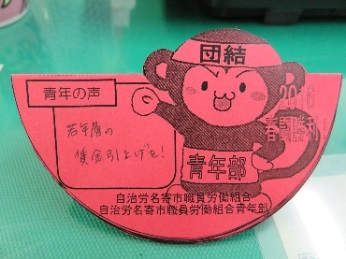 団結
青年の声
若年層の
賃金引上げを!
2016
春闘勝利
青年部
自治労名寄市職員労働組合
自治労名寄市職員労働組合青年部